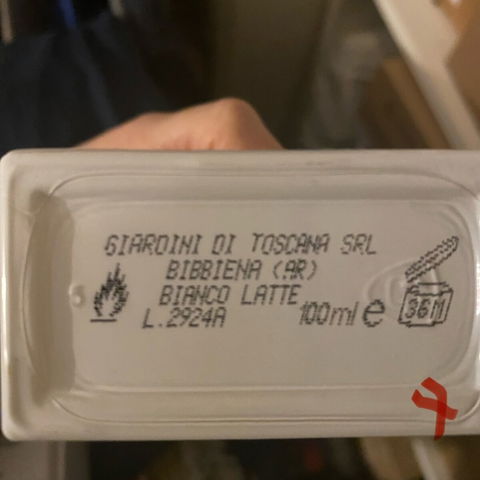 GIARDINI DI TOSCANA SRL
BIBBIENA (AR)
BIANCO LATTE
L.2924A 100ml e
36M